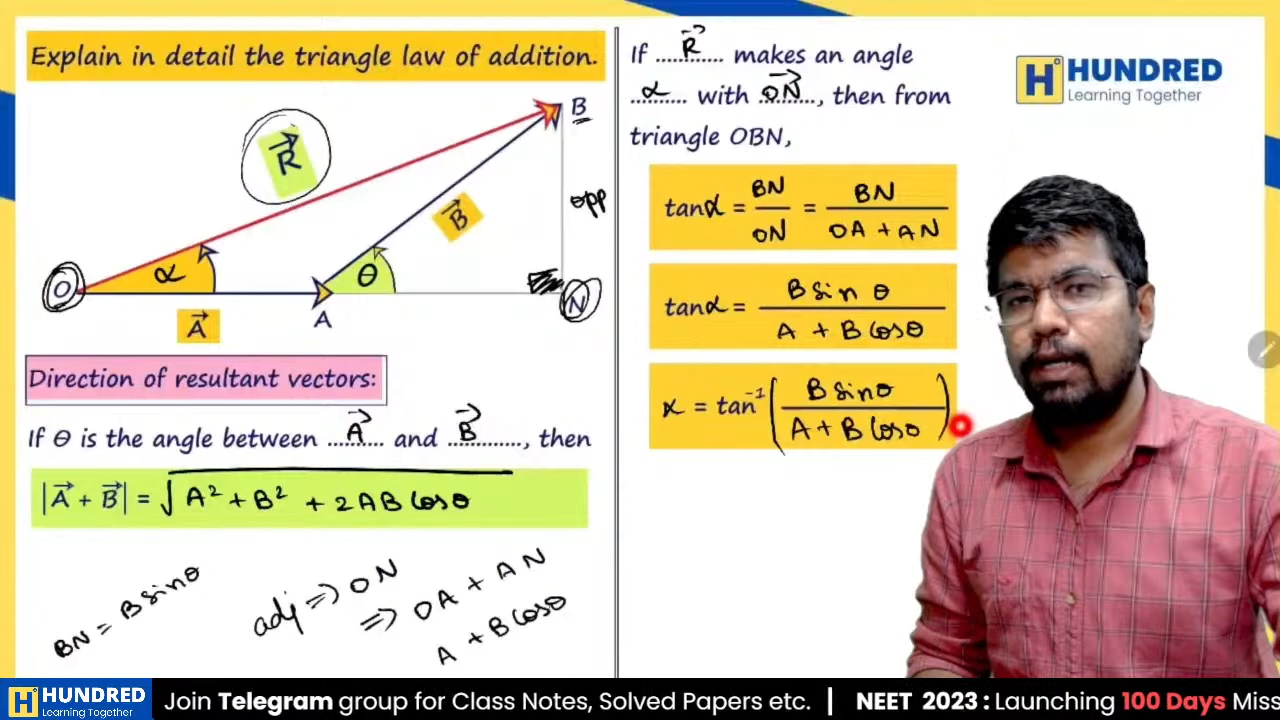 Explain in detail the triangle law of addition.
B
R⃗
opp
B⃗
O
α
θ
A
N
A⃗
Direction of resultant vectors:
If θ is the angle between ....A⃗.... and ..B⃗........, then
|A⃗ + B⃗| = √A² + B² + 2AB Cosθ
BN = B sinθ
adj => ON
=> OA + AN
A + B Cosθ
If ......R⃗...... makes an angle
....α.... with ..ON⃗...., then from
triangle OBN,
tanα = BN/ON = BN/OA + AN
tanα = B sin θ/A + B Cosθ
α = tan⁻¹(B sinθ/A + B Cosθ)
H° HUNDRED
Learning Together
H° HUNDRED
Learning Together
Join Telegram group for Class Notes, Solved Papers etc. | NEET 2023 : Launching 100 Days Miss